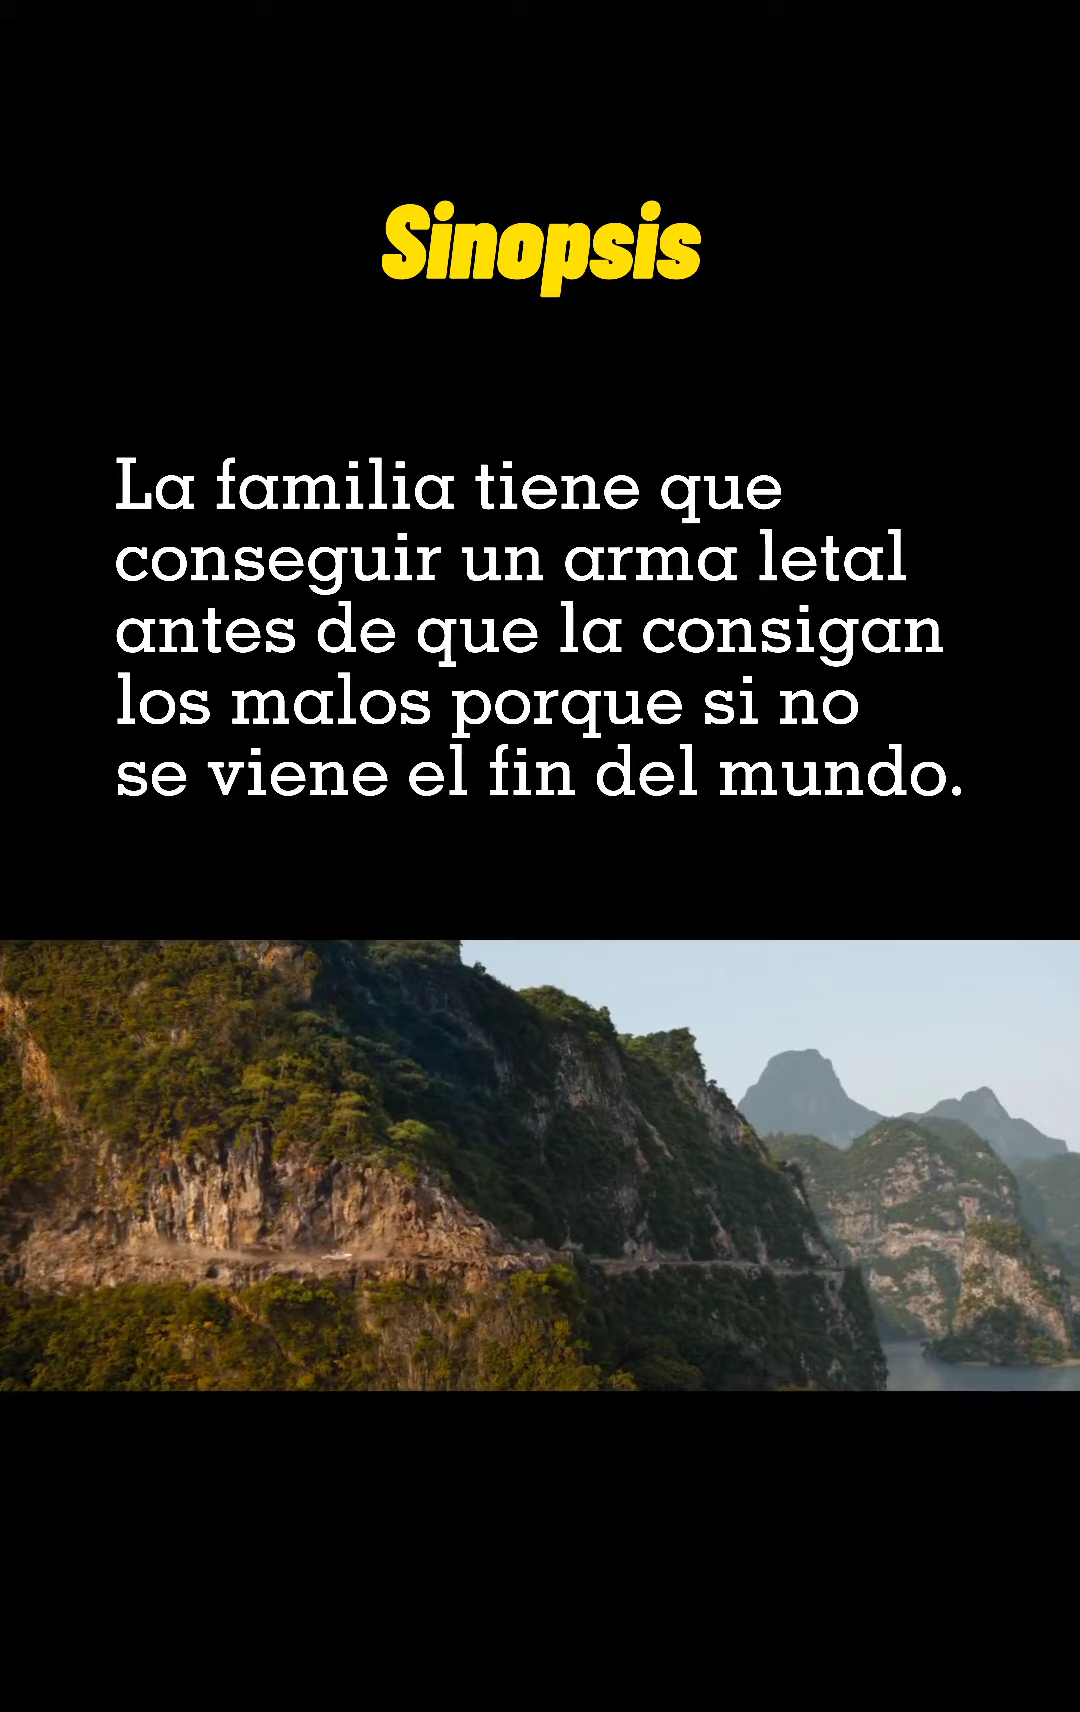 Sinopsis
La familia tiene que
conseguir un arma letal
antes de que la consigan
los malos porque si no
se viene el fin del mundo.